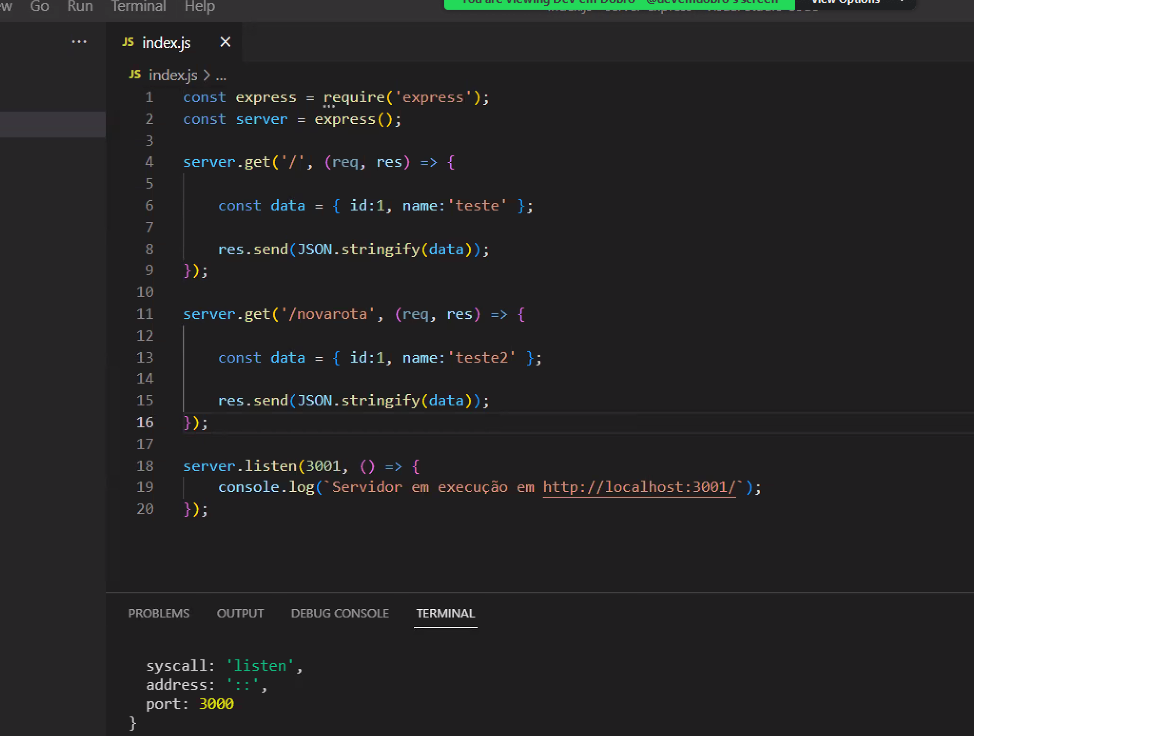 Go Run Terminal Help
You are viewing Dev em Dobro - @devemdobro's screen View Options
... JS index.js ×
JS index.js > ...
1 const express = require('express');
2 const server = express();
3
4 server.get('/', (req, res) => {
5
6 const data = { id:1, name:'teste' };
7
8 res.send(JSON.stringify(data));
9 });
10
11 server.get('/novarota', (req, res) => {
12
13 const data = { id:1, name:'teste2' };
14
15 res.send(JSON.stringify(data));
16 });
17
18 server.listen(3001, () => {
19 console.log(`Servidor em execução em http://localhost:3001/`);
20 });
PROBLEMS OUTPUT DEBUG CONSOLE TERMINAL
syscall: 'listen',
address: '::',
port: 3000
}